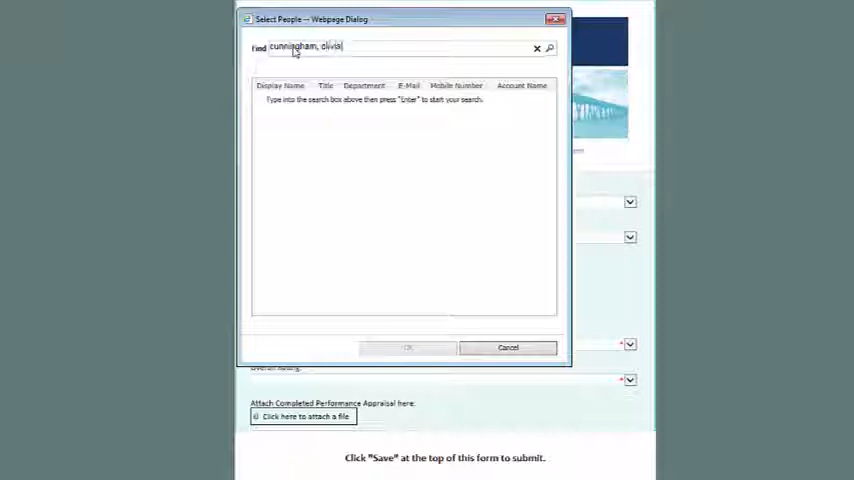 Select People -- Webpage Dialog
Find cunningham, olivia
Display Name Title Department E-Mail Mobile Number Account Name
Type into the search box above then press "Enter" to start your search.
OK Cancel
Overall Rating:
Attach Completed Performance Appraisal here:
Click here to attach a file
Click "Save" at the top of this form to submit.